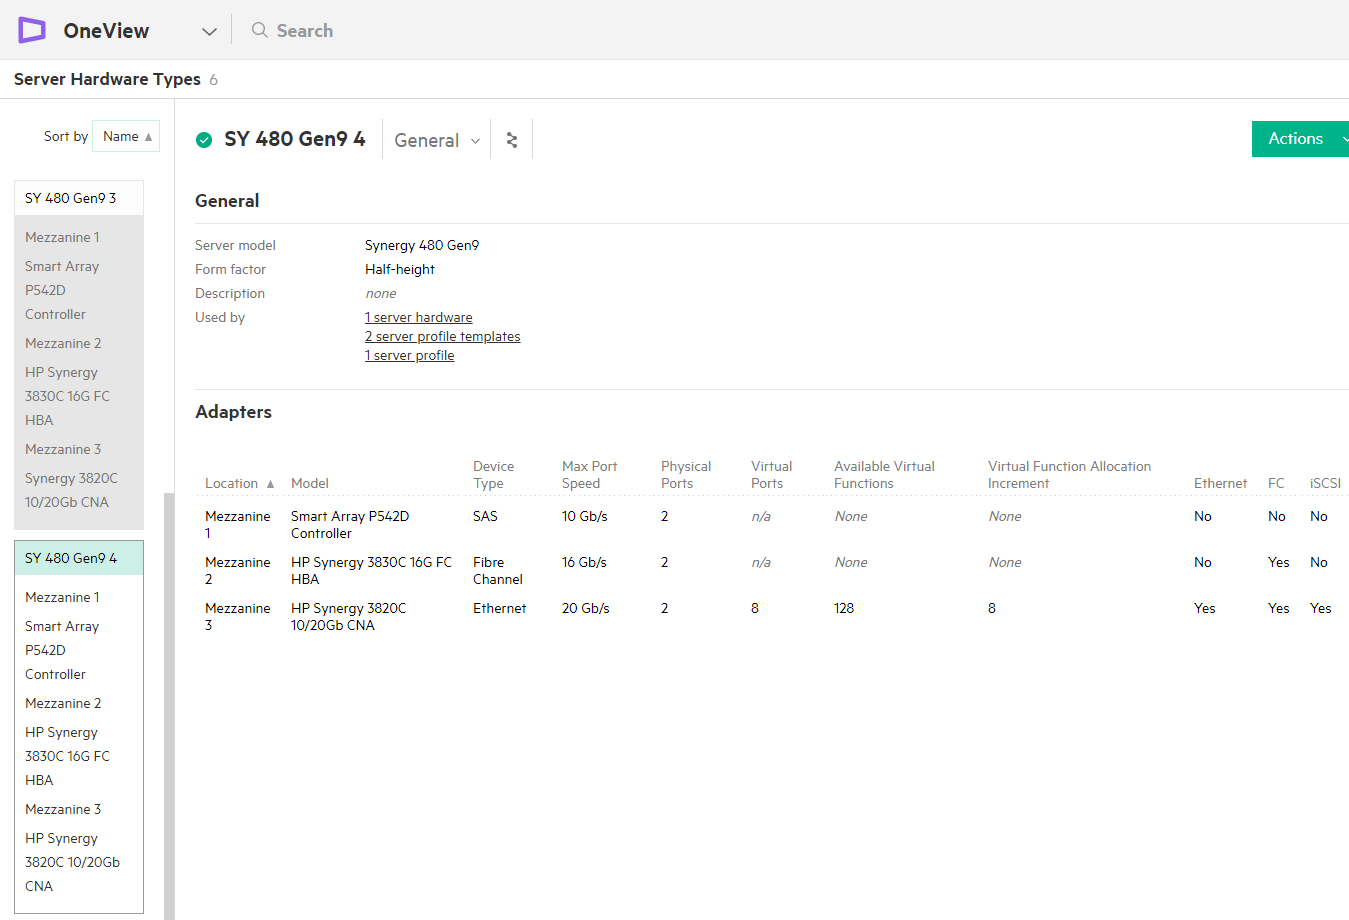 OneView
Search
Server Hardware Types 6
Sort by Name
SY 480 Gen9 3
Mezzanine 1
Smart Array
P542D
Controller
Mezzanine 2
HP Synergy
3830C 16G FC
HBA
Mezzanine 3
Synergy 3820C
10/20Gb CNA
SY 480 Gen9 4
Mezzanine 1
Smart Array
P542D
Controller
Mezzanine 2
HP Synergy
3830C 16G FC
HBA
Mezzanine 3
HP Synergy
3820C 10/20Gb
CNA
SY 480 Gen9 4
General
Actions
General
Server model Synergy 480 Gen9
Form factor Half-height
Description none
Used by 1 server hardware
2 server profile templates
1 server profile
Adapters
Device Max Port Physical Virtual Available Virtual Virtual Function Allocation
Location Model Type Speed Ports Ports Functions Increment Ethernet FC iSCSI
Mezzanine Smart Array P542D SAS 10 Gb/s 2 n/a None None No No No
1 Controller
Mezzanine HP Synergy 3830C 16G FC Fibre 16 Gb/s 2 n/a None None No Yes No
2 HBA Channel
Mezzanine HP Synergy 3820C Ethernet 20 Gb/s 2 8 128 8 Yes Yes Yes
3 10/20Gb CNA